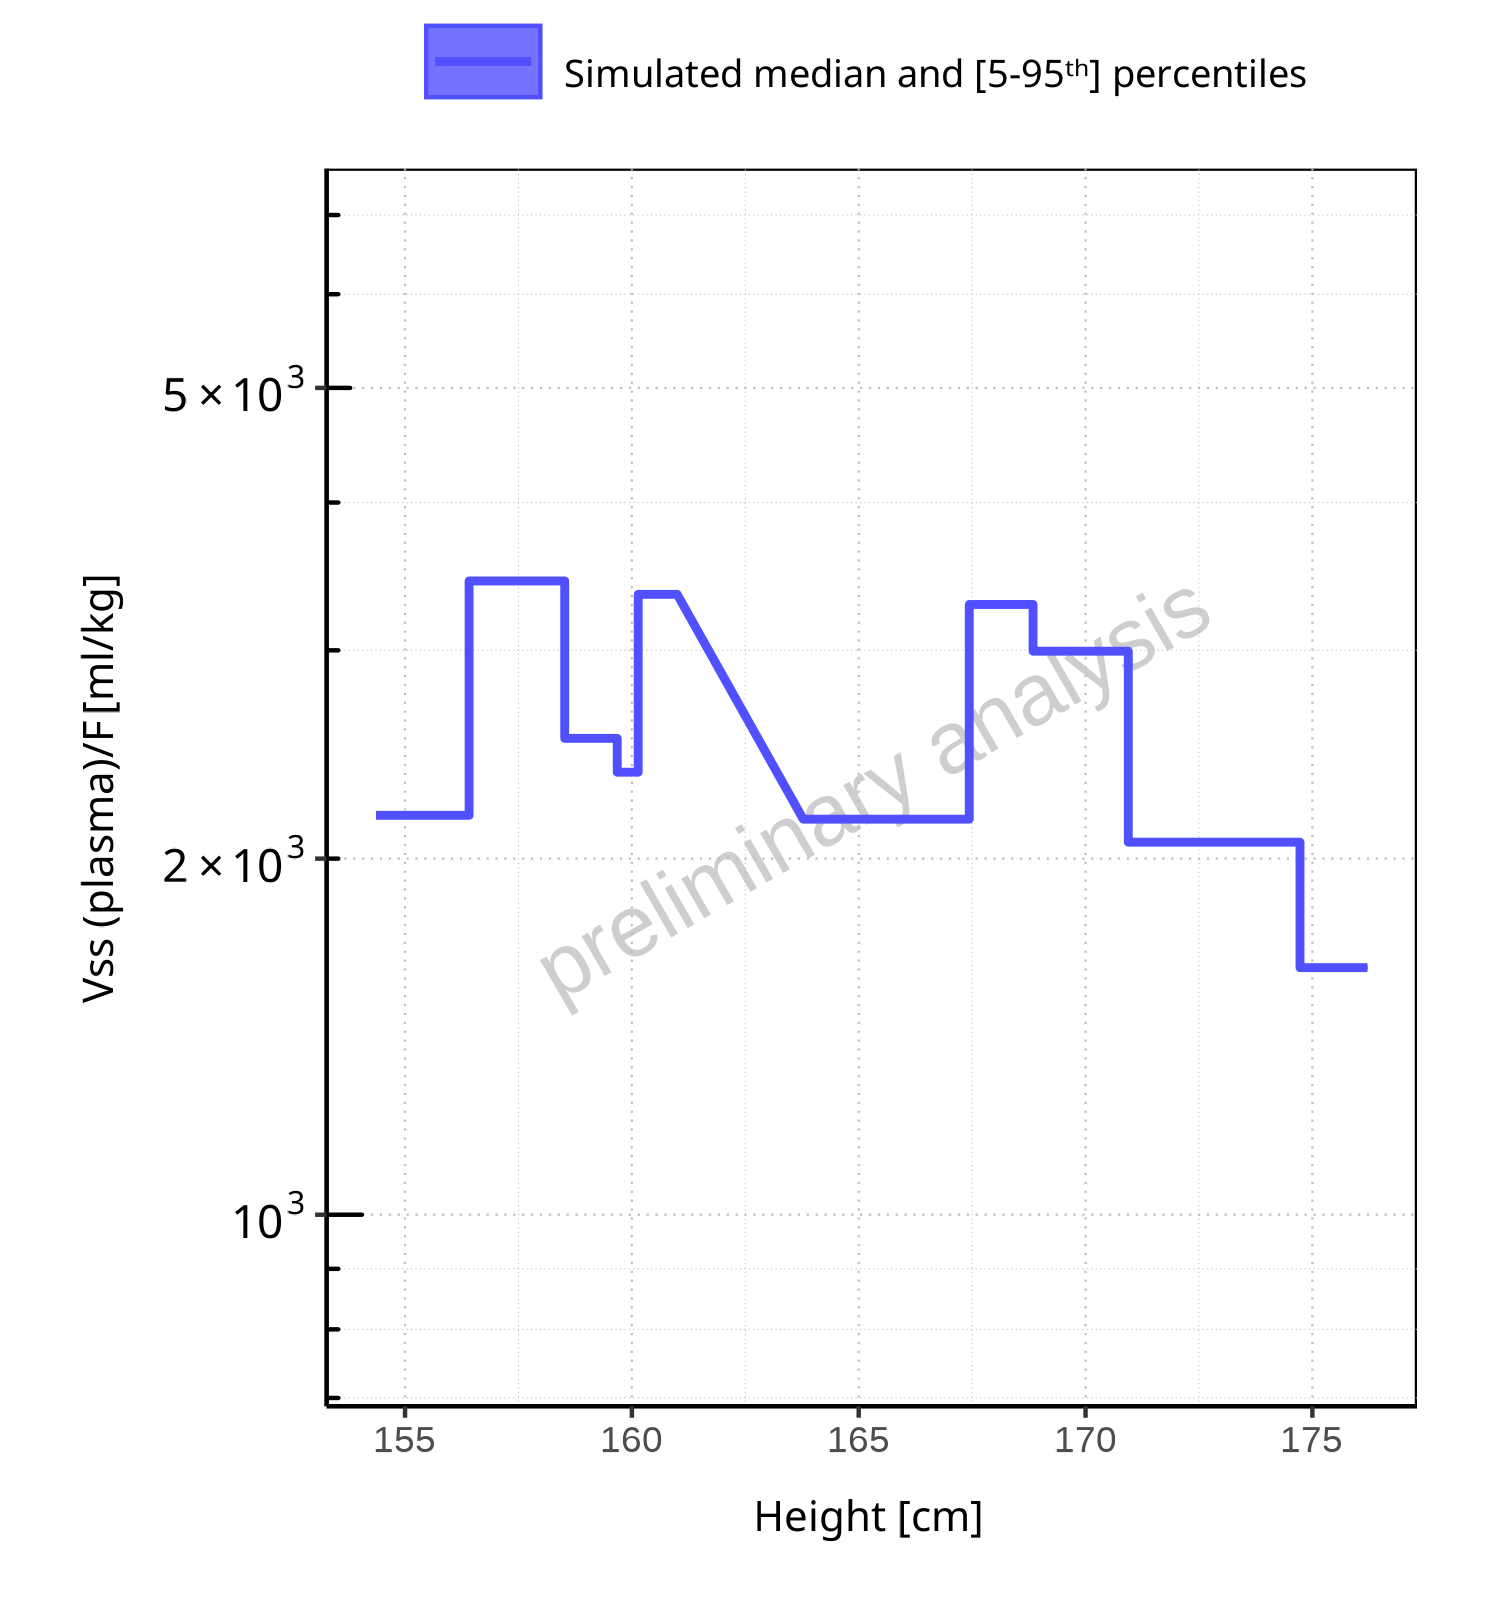 Simulated median and [5-95ᵗʰ] percentiles
5×10³
2×10³
10³
Vss (plasma)/F[ml/kg]
preliminary analysis
155 160 165 170 175
Height [cm]